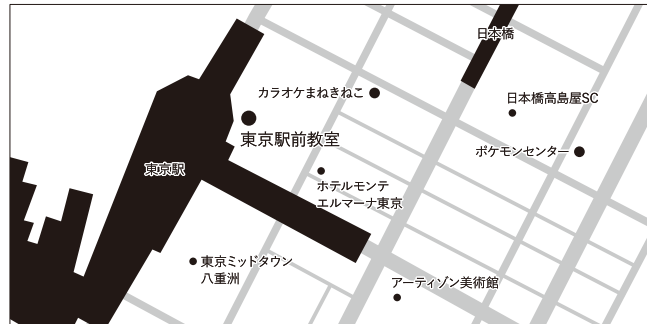 日本橋
カラオケまねきねこ
日本橋高島屋SC
東京駅前教室
ポケモンセンター
東京駅
ホテルモンテ
エルマーナ東京
東京ミッドタウン
八重洲
アーティゾン美術館